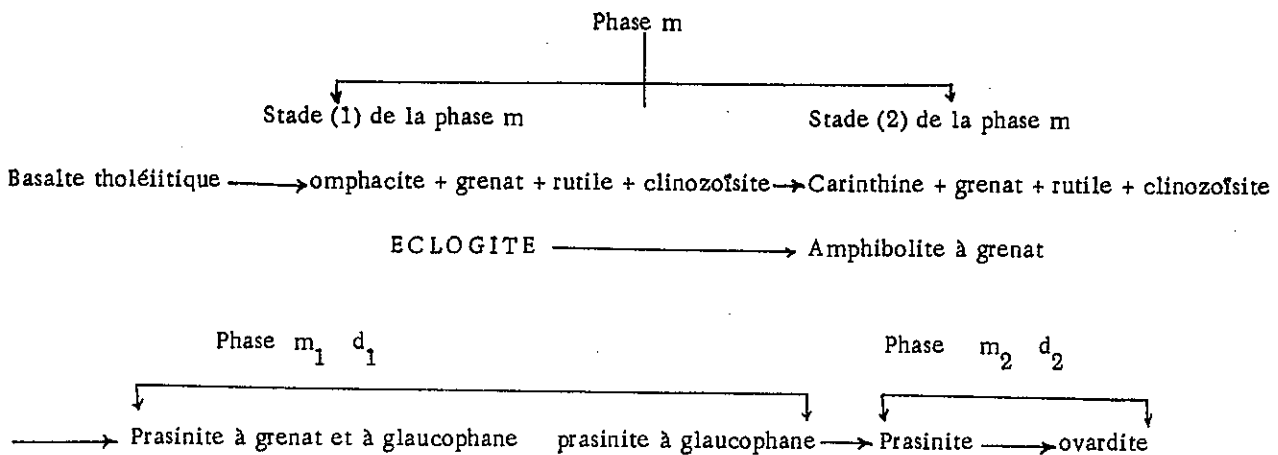 Phase m
Stade (1) de la phase m Stade (2) de la phase m
Basalte tholéiitique → omphacite + grenat + rutile + clinozoïsite → Carinthine + grenat + rutile + clinozoïsite
ECLOGITE → Amphibolite à grenat
Phase m1 d1 Phase m2 d2
→ Prasinite à grenat et à glaucophane prasinite à glaucophane → Prasinite → ovardite